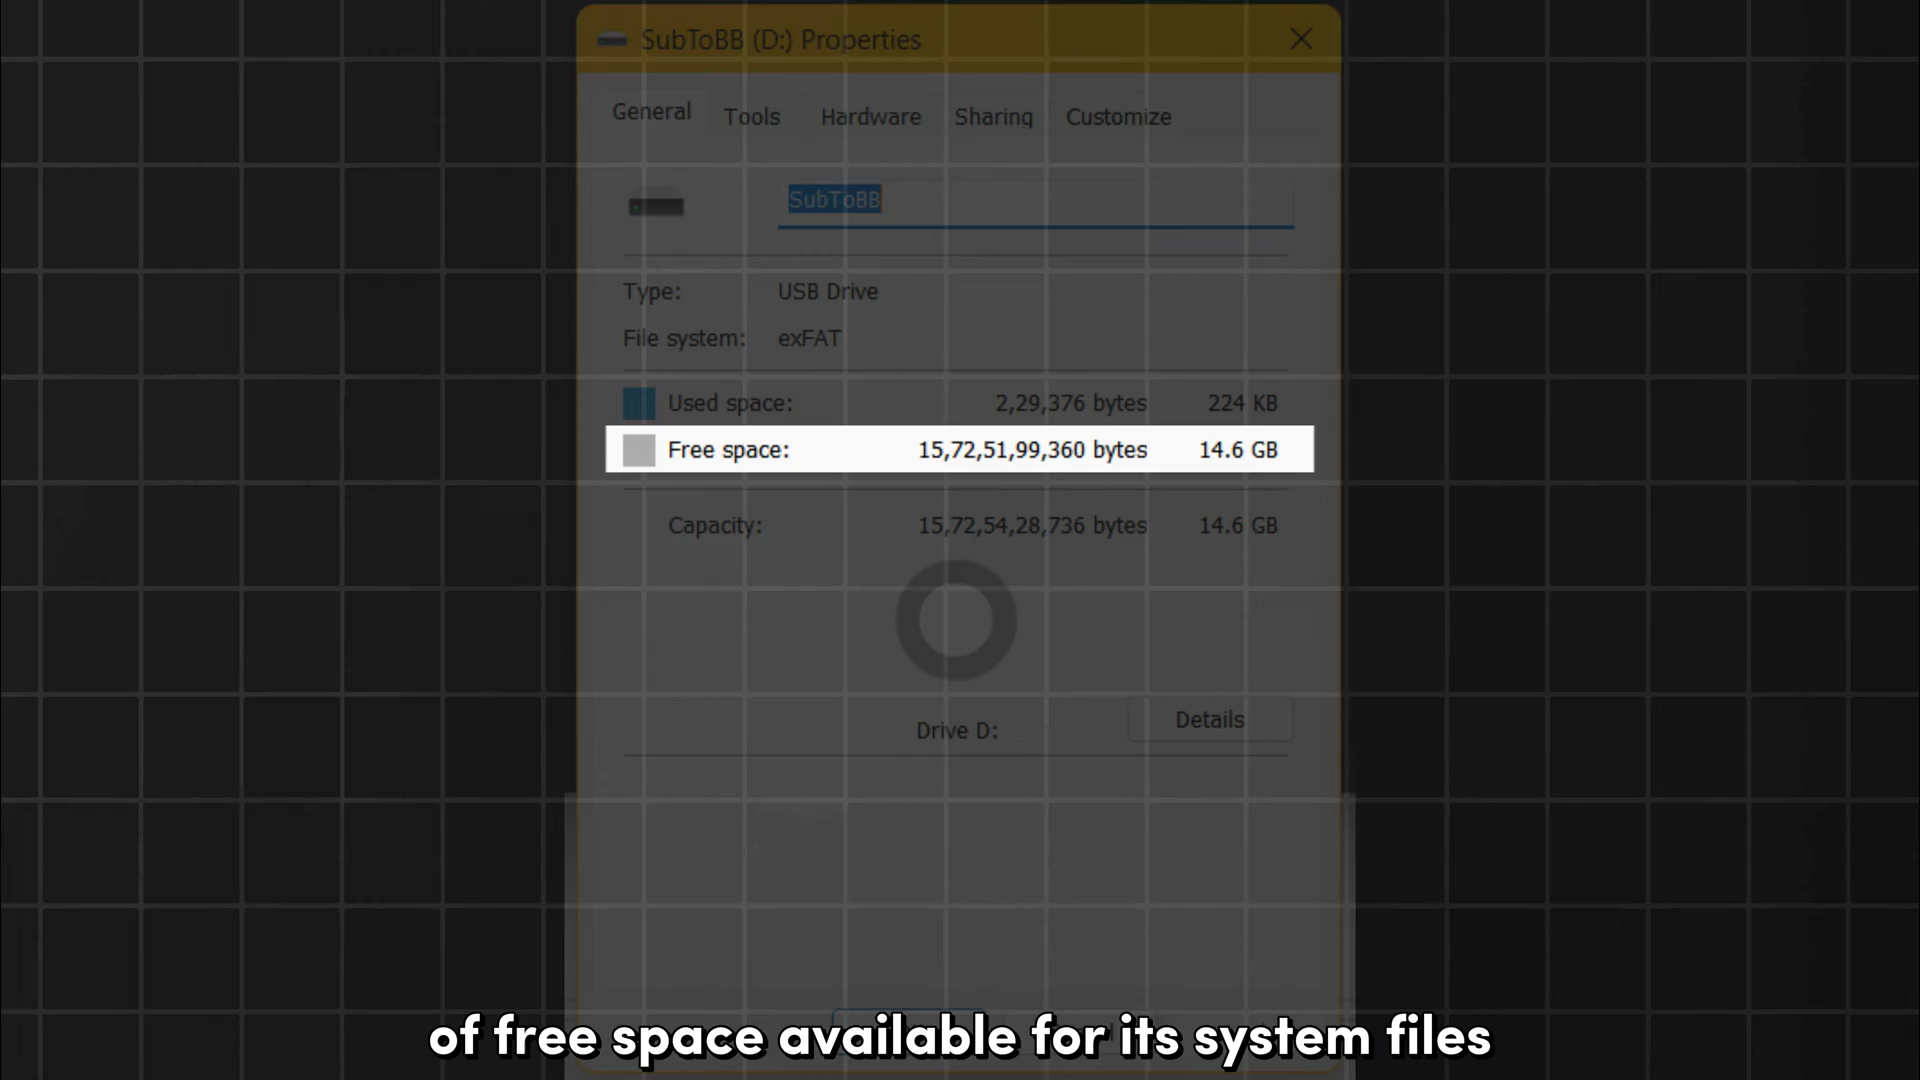 SubToBB (D:) Properties
General Tools Hardware Sharing Customize
SubToBB
Type: USB Drive
File system: exFAT
Used space: 2,29,376 bytes 224 KB
Free space: 15,72,51,99,360 bytes 14.6 GB
Capacity: 15,72,54,28,736 bytes 14.6 GB
Drive D: Details
of free space available for its system files